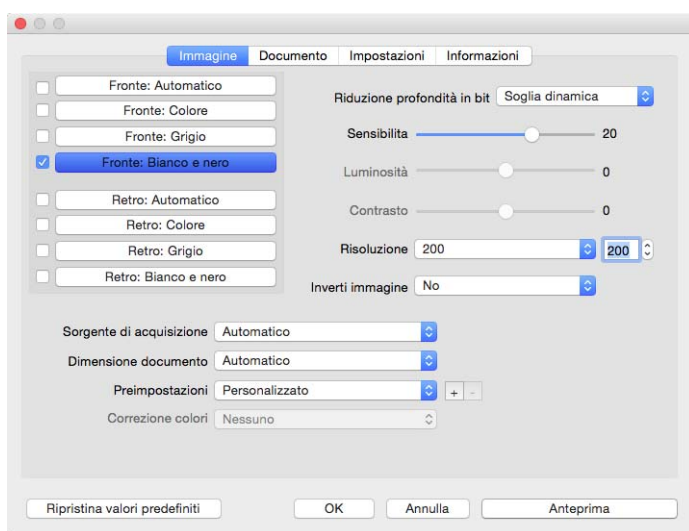 Immagine Documento Impostazioni Informazioni
Fronte: Automatico
Fronte: Colore
Fronte: Grigio
Fronte: Bianco e nero
Retro: Automatico
Retro: Colore
Retro: Grigio
Retro: Bianco e nero
Riduzione profondità in bit Soglia dinamica
Sensibilita 20
Luminosità 0
Contrasto 0
Risoluzione 200 200
Inverti immagine No
Sorgente di acquisizione Automatico
Dimensione documento Automatico
Preimpostazioni Personalizzato + -
Correzione colori Nessuno
Ripristina valori predefiniti OK Annulla Anteprima